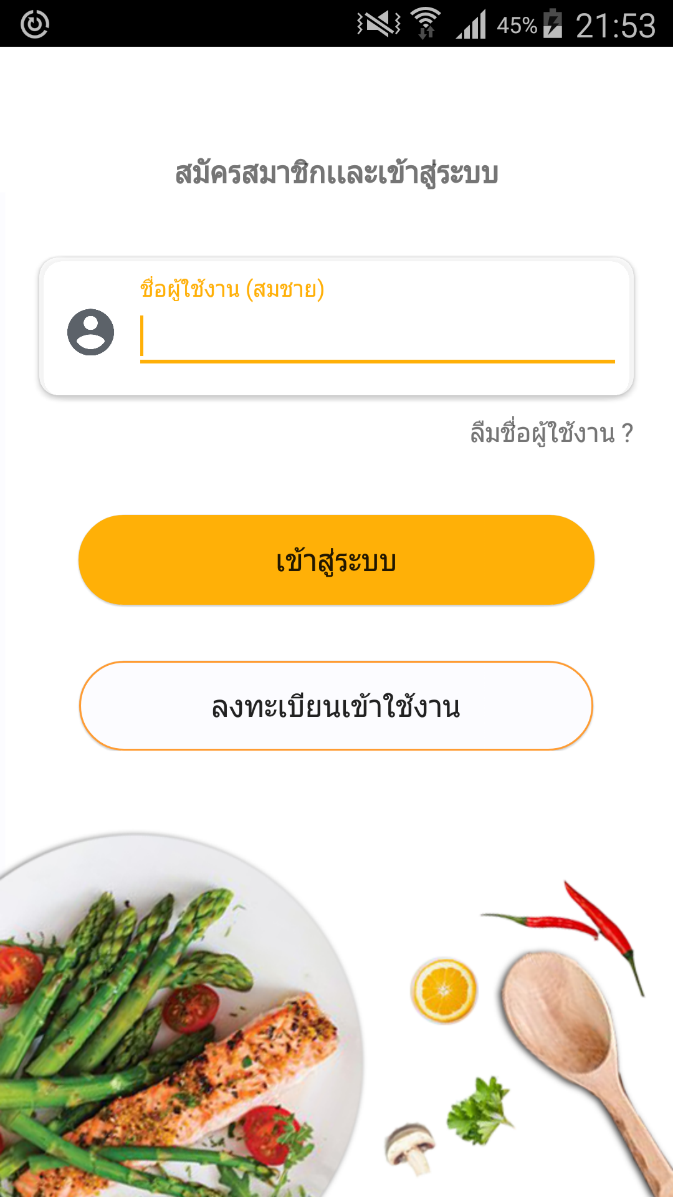 45% 21:53
สมัครสมาชิกและเข้าสู่ระบบ
ชื่อผู้ใช้งาน (สมชาย)
ลืมชื่อผู้ใช้งาน ?
เข้าสู่ระบบ
ลงทะเบียนเข้าใช้งาน